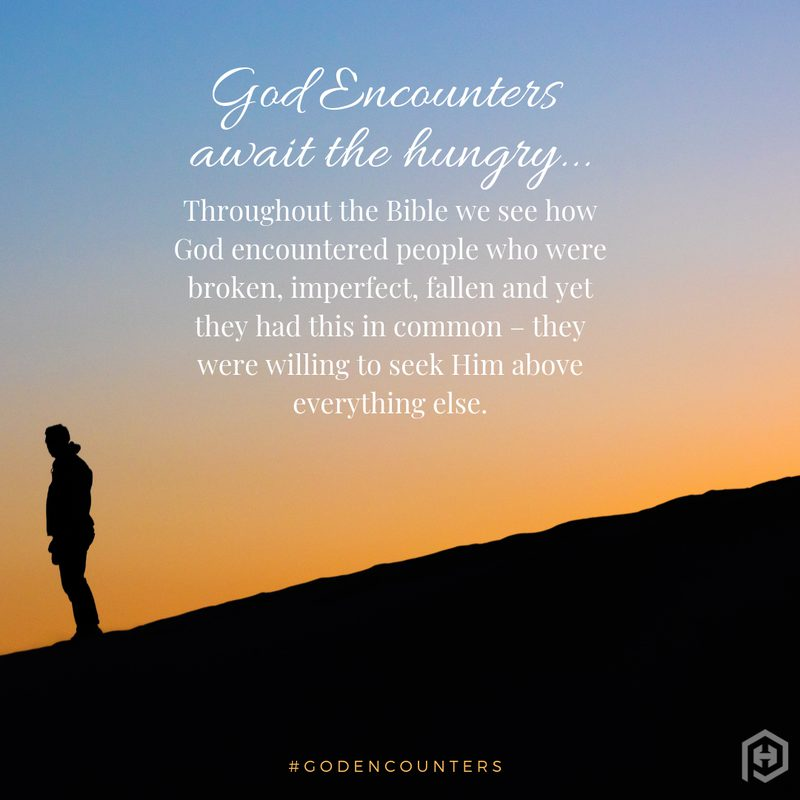 God Encounters
await the hungry...
Throughout the Bible we see how
God encountered people who were
broken, imperfect, fallen and yet
they had this in common – they
were willing to seek Him above
everything else.
#GODENCOUNTERS